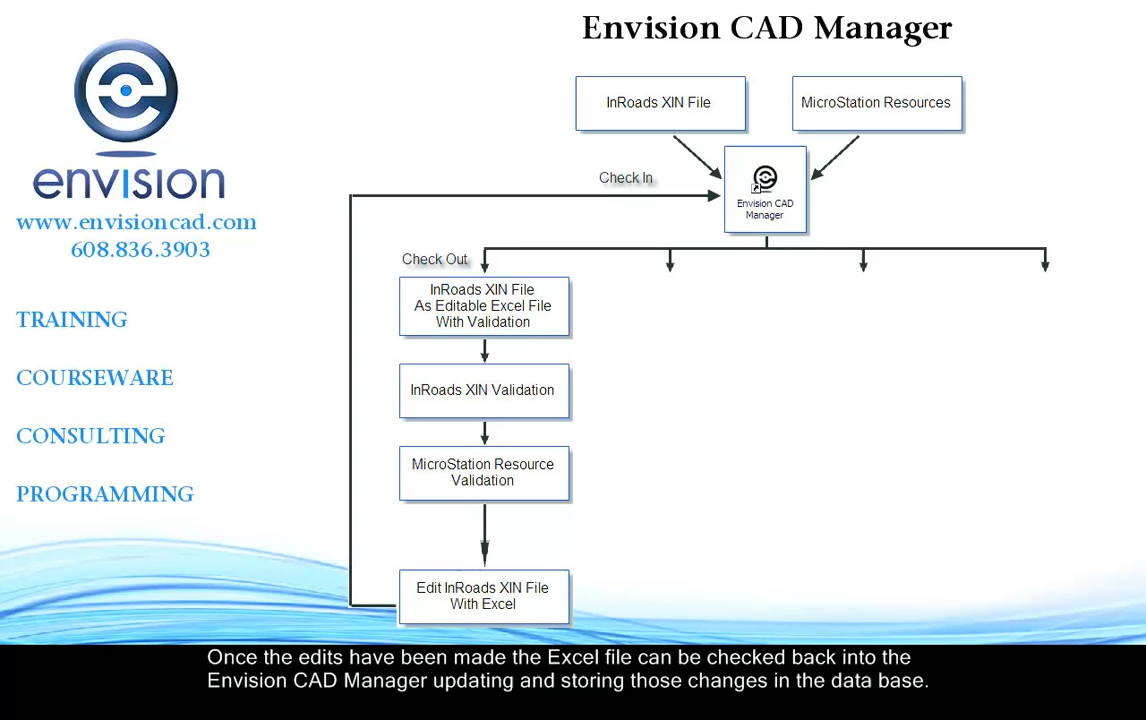 Envision CAD Manager
envision
www.envisioncad.com
608.836.3903
TRAINING
COURSEWARE
CONSULTING
PROGRAMMING
InRoads XIN File
MicroStation Resources
Check In
Envision CAD
Manager
Check Out
InRoads XIN File
As Editable Excel File
With Validation
InRoads XIN Validation
MicroStation Resource
Validation
Edit InRoads XIN File
With Excel
Once the edits have been made the Excel file can be checked back into the
Envision CAD Manager updating and storing those changes in the data base.